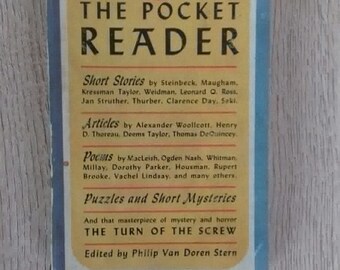 THE POCKET
READER
Short Stories by Steinbeck, Maugham,
Kressman Taylor, Weidman, Leonard Q. Ross,
Jan Struther, Thurber, Clarence Day, Saki.
Articles by Alexander Woollcott, Henry
D. Thoreau, Deems Taylor, Thomas DeQuincey.
Poems by MacLeish, Ogden Nash, Whitman,
Millay, Dorothy Parker, Housman, Rupert
Brooke, Vachel Lindsay, and many others.
Puzzles and Short Mysteries
And that masterpiece of mystery and horror
THE TURN OF THE SCREW
Edited by Philip Van Doren Stern